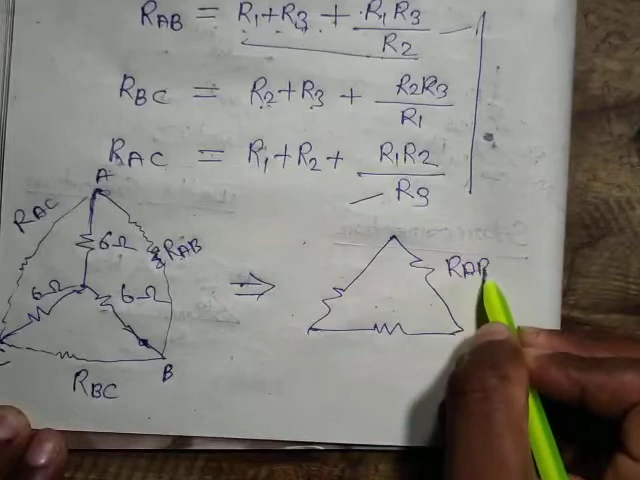 RAB = R1+R3 + R1R3/R2
RBC = R2+R3 + R2R3/R1
RAC = R1+R2+ R1R2/R3
A
RAC
6Ω RAB
6Ω 6Ω
RAB
C
B
RBC